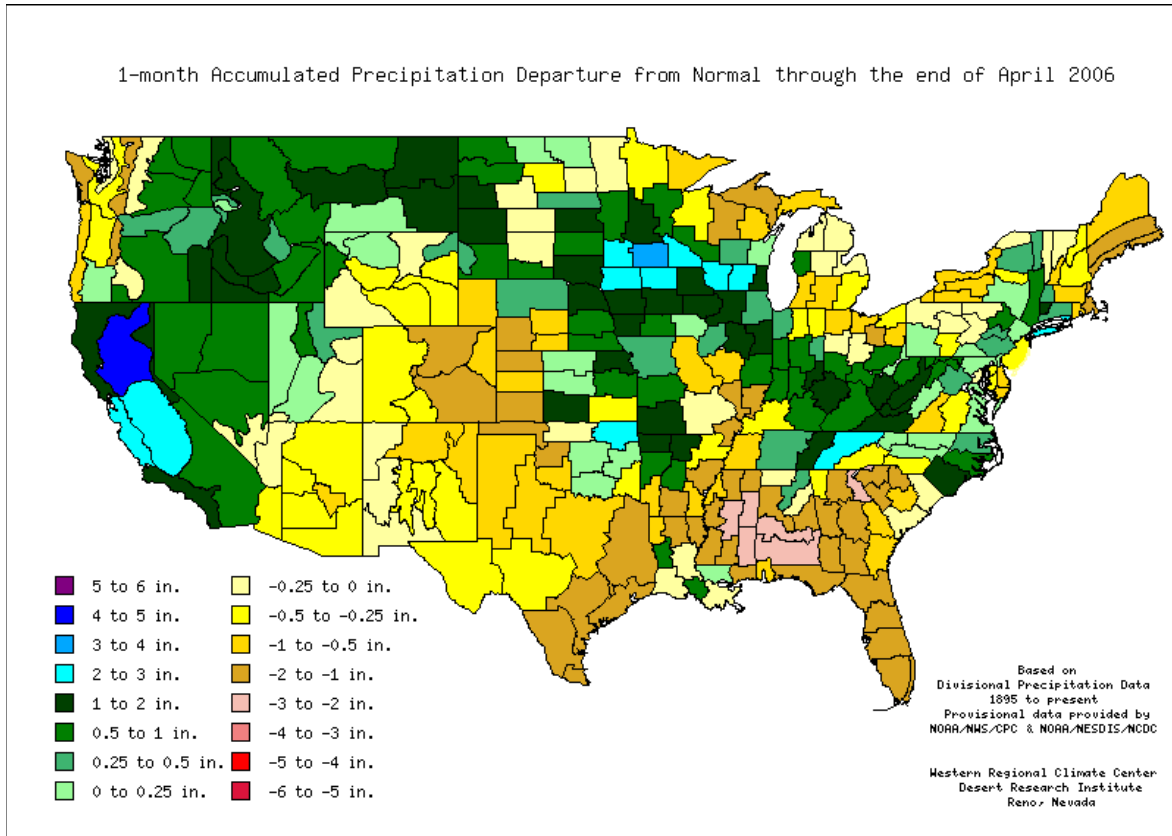 1-month Accumulated Precipitation Departure from Normal through the end of April 2006
5 to 6 in.
4 to 5 in.
3 to 4 in.
2 to 3 in.
1 to 2 in.
0.5 to 1 in.
0.25 to 0.5 in.
0 to 0.25 in.
-0.25 to 0 in.
-0.5 to -0.25 in.
-1 to -0.5 in.
-2 to -1 in.
-3 to -2 in.
-4 to -3 in.
-5 to -4 in.
-6 to -5 in.
Based on
Divisional Precipitation Data
1895 to present
Provisional data provided by
NOAA/NWS/CPC & NOAA/NESDIS/NCDC
Western Regional Climate Center
Desert Research Institute
Reno, Nevada